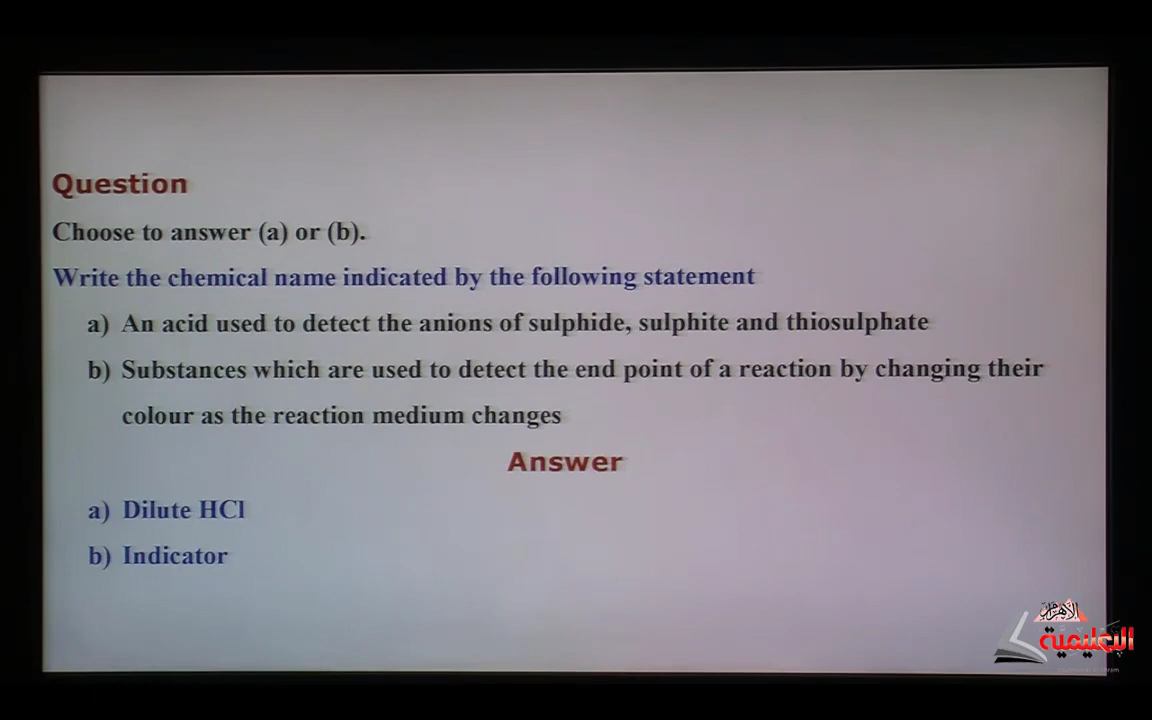 Question
Choose to answer (a) or (b).
Write the chemical name indicated by the following statement
a) An acid used to detect the anions of sulphide, sulphite and thiosulphate
b) Substances which are used to detect the end point of a reaction by changing their
colour as the reaction medium changes
Answer
a) Dilute HCl
b) Indicator
الأهرام
التعليمية